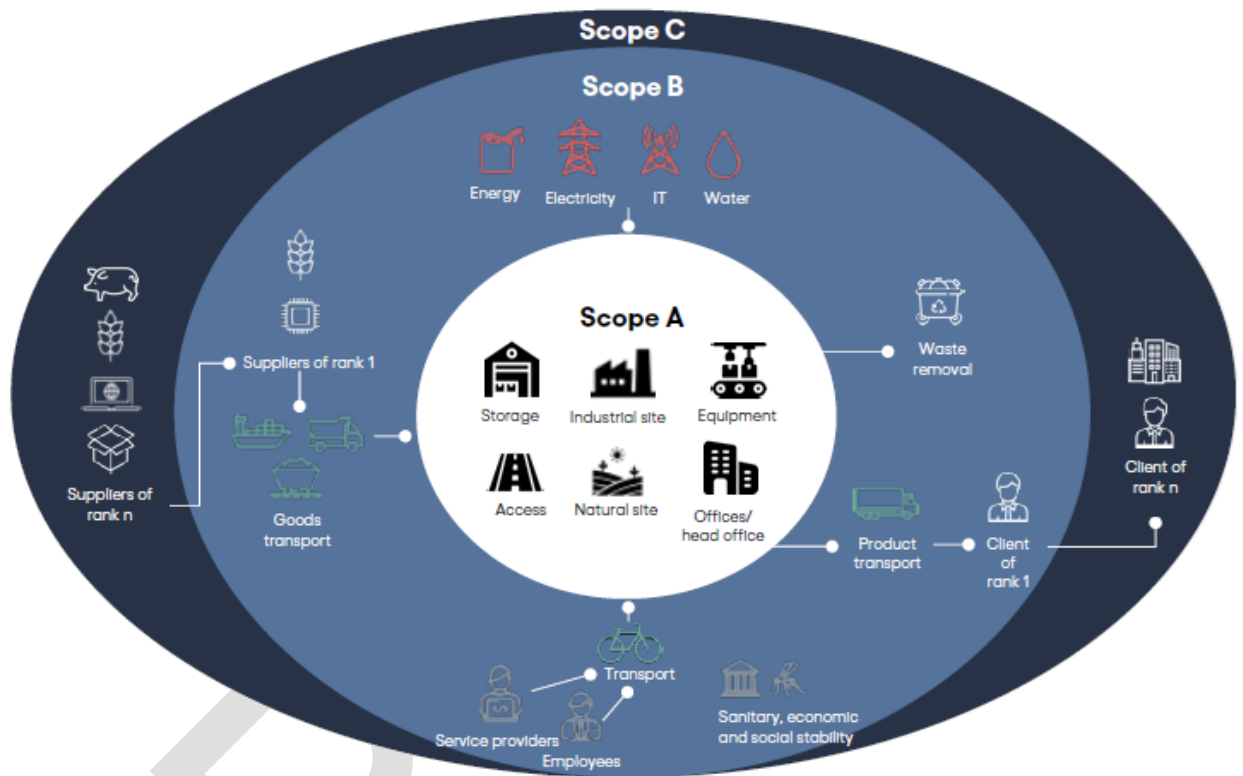 Scope C
Scope B
Energy
Electricity
IT
Water
Suppliers of rank 1
Scope A
Storage
Industrial site
Equipment
Access
Natural site
Offices/
head office
Waste
removal
Suppliers of
rank n
Goods
transport
Product
transport
Client
of
rank 1
Client of
rank n
Transport
Service providers
Employees
Sanitary, economic
and social stability